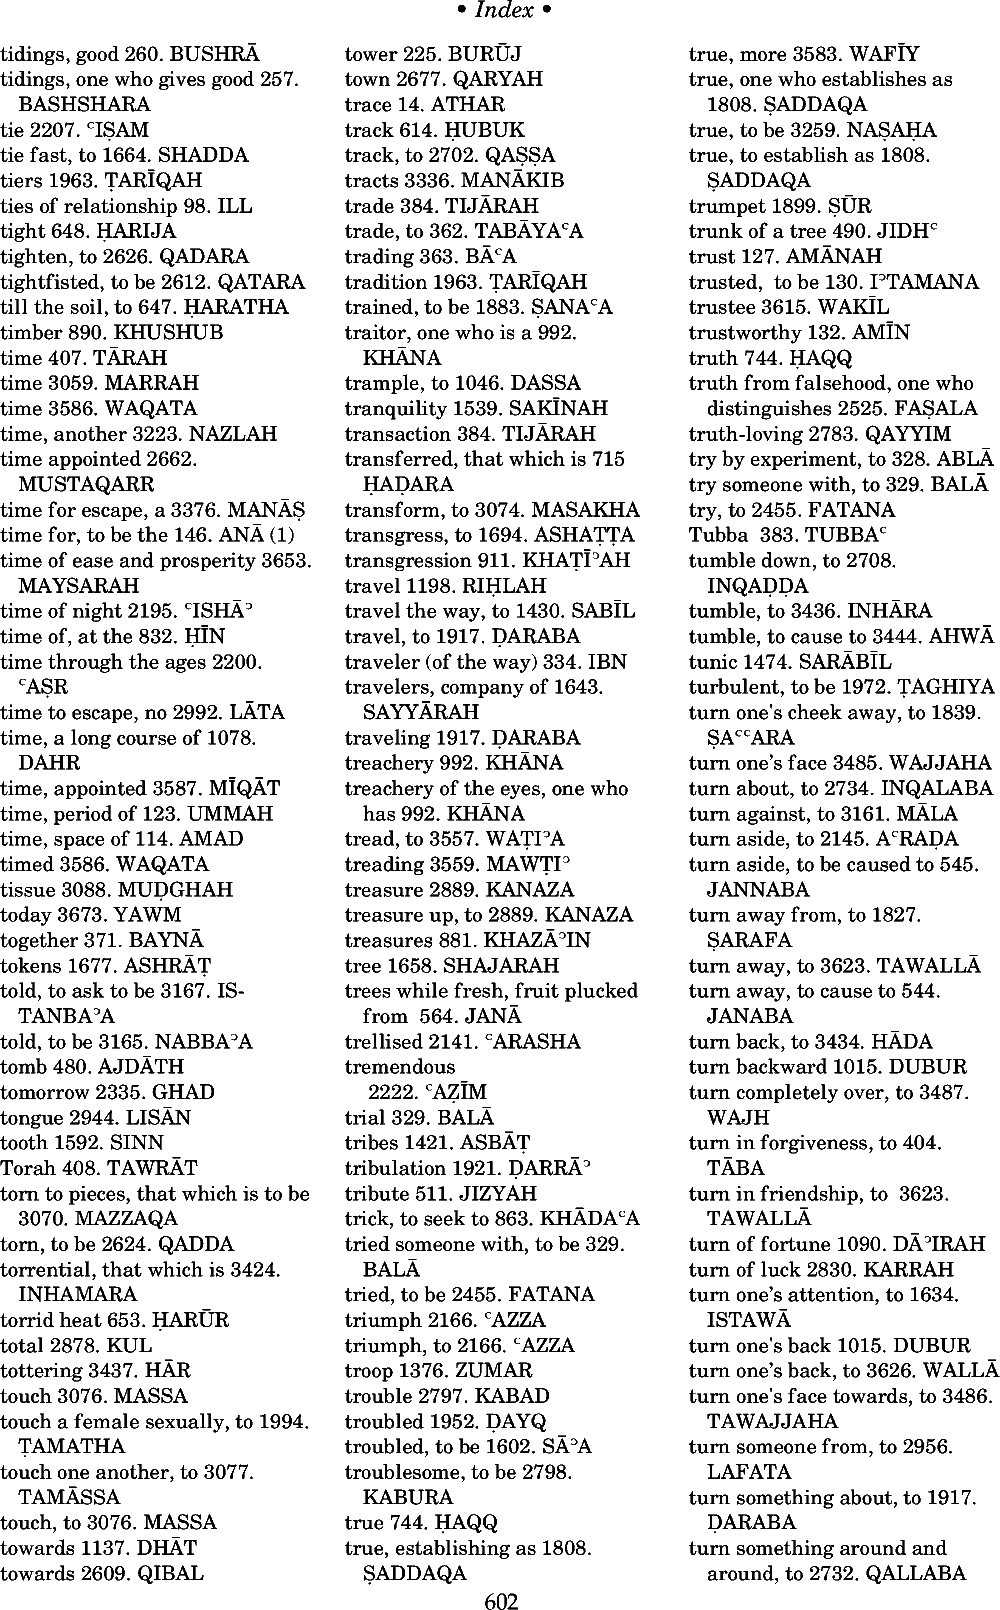 • Index •
tidings, good 260. BUSHRĀ
tidings, one who gives good 257.
BASHSHARA
tie 2207. ᶜIṢAM
tie fast, to 1664. SHADDA
tiers 1963. ṬARĪQAH
ties of relationship 98. ILL
tight 648. ḤARIJA
tighten, to 2626. QADARA
tightfisted, to be 2612. QATARA
till the soil, to 647. ḤARATHA
timber 890. KHUSHUB
time 407. TĀRAH
time 3059. MARRAH
time 3586. WAQATA
time, another 3223. NAZLAH
time appointed 2662.
MUSTAQARR
time for escape, a 3376. MANĀṢ
time for, to be the 146. ANĀ (1)
time of ease and prosperity 3653.
MAYSARAH
time of night 2195. ᶜISHĀᵓ
time of, at the 832. ḤĪN
time through the ages 2200.
ᶜAṢR
time to escape, no 2992. LĀTA
time, a long course of 1078.
DAHR
time, appointed 3587. MĪQĀT
time, period of 123. UMMAH
time, space of 114. AMAD
timed 3586. WAQATA
tissue 3088. MUḌGHAH
today 3673. YAWM
together 371. BAYNĀ
tokens 1677. ASHRĀṬ
told, to ask to be 3167. IS-
TANBAᵓA
told, to be 3165. NABBAᵓA
tomb 480. AJDĀTH
tomorrow 2335. GHAD
tongue 2944. LISĀN
tooth 1592. SINN
Torah 408. TAWRĀT
torn to pieces, that which is to be
3070. MAZZAQA
torn, to be 2624. QADDA
torrential, that which is 3424.
INHAMARA
torrid heat 653. ḤARŪR
total 2878. KUL
tottering 3437. HĀR
touch 3076. MASSA
touch a female sexually, to 1994.
ṬAMATHA
touch one another, to 3077.
TAMĀSSA
touch, to 3076. MASSA
towards 1137. DHĀT
towards 2609. QIBAL
tower 225. BURŪJ
town 2677. QARYAH
trace 14. ATHAR
track 614. ḤUBUK
track, to 2702. QAṢṢA
tracts 3336. MANĀKIB
trade 384. TIJĀRAH
trade, to 362. TABĀYAᶜA
trading 363. BĀᶜA
tradition 1963. ṬARĪQAH
trained, to be 1883. ṢANAᶜA
traitor, one who is a 992.
KHĀNA
trample, to 1046. DASSA
tranquility 1539. SAKĪNAH
transaction 384. TIJĀRAH
transferred, that which is 715
ḤAḌARA
transform, to 3074. MASAKHA
transgress, to 1694. ASHAṬṬA
transgression 911. KHAṬĪᵓAH
travel 1198. RIḤLAH
travel the way, to 1430. SABĪL
travel, to 1917. ḌARABA
traveler (of the way) 334. IBN
travelers, company of 1643.
SAYYĀRAH
traveling 1917. ḌARABA
treachery 992. KHĀNA
treachery of the eyes, one who
has 992. KHĀNA
tread, to 3557. WAṬIᵓA
treading 3559. MAWṬIᵓ
treasure 2889. KANAZA
treasure up, to 2889. KANAZA
treasures 881. KHAZĀᵓIN
tree 1658. SHAJARAH
trees while fresh, fruit plucked
from 564. JANĀ
trellised 2141. ᶜARASHA
tremendous
2222. ᶜAẒĪM
trial 329. BALĀ
tribes 1421. ASBĀṬ
tribulation 1921. ḌARRĀᵓ
tribute 511. JIZYAH
trick, to seek to 863. KHĀDAᶜA
tried someone with, to be 329.
BALĀ
tried, to be 2455. FATANA
triumph 2166. ᶜAZZA
triumph, to 2166. ᶜAZZA
troop 1376. ZUMAR
trouble 2797. KABAD
troubled 1952. ḌAYQ
troubled, to be 1602. SĀᵓA
troublesome, to be 2798.
KABURA
true 744. ḤAQQ
true, establishing as 1808.
ṢADDAQA
true, more 3583. WAFĪY
true, one who establishes as
1808. ṢADDAQA
true, to be 3259. NAṢAḤA
true, to establish as 1808.
ṢADDAQA
trumpet 1899. ṢŪR
trunk of a tree 490. JIDHᶜ
trust 127. AMĀNAH
trusted, to be 130. IᵓTAMANA
trustee 3615. WAKĪL
trustworthy 132. AMĪN
truth 744. ḤAQQ
truth from falsehood, one who
distinguishes 2525. FAṢALA
truth-loving 2783. QAYYIM
try by experiment, to 328. ABLĀ
try someone with, to 329. BALĀ
try, to 2455. FATANA
Tubba 383. TUBBAᶜ
tumble down, to 2708.
INQAḌḌA
tumble, to 3436. INHĀRA
tumble, to cause to 3444. AHWĀ
tunic 1474. SARĀBĪL
turbulent, to be 1972. ṬAGHIYA
turn one's cheek away, to 1839.
ṢAᶜᶜARA
turn one’s face 3485. WAJJAHA
turn about, to 2734. INQALABA
turn against, to 3161. MĀLA
turn aside, to 2145. AᶜRAḌA
turn aside, to be caused to 545.
JANNABA
turn away from, to 1827.
ṢARAFA
turn away, to 3623. TAWALLĀ
turn away, to cause to 544.
JANABA
turn back, to 3434. HĀDA
turn backward 1015. DUBUR
turn completely over, to 3487.
WAJH
turn in forgiveness, to 404.
TĀBA
turn in friendship, to 3623.
TAWALLĀ
turn of fortune 1090. DĀᵓIRAH
turn of luck 2830. KARRAH
turn one’s attention, to 1634.
ISTAWĀ
turn one's back 1015. DUBUR
turn one’s back, to 3626. WALLĀ
turn one's face towards, to 3486.
TAWAJJAHA
turn someone from, to 2956.
LAFATA
turn something about, to 1917.
ḌARABA
turn something around and
around, to 2732. QALLABA
602